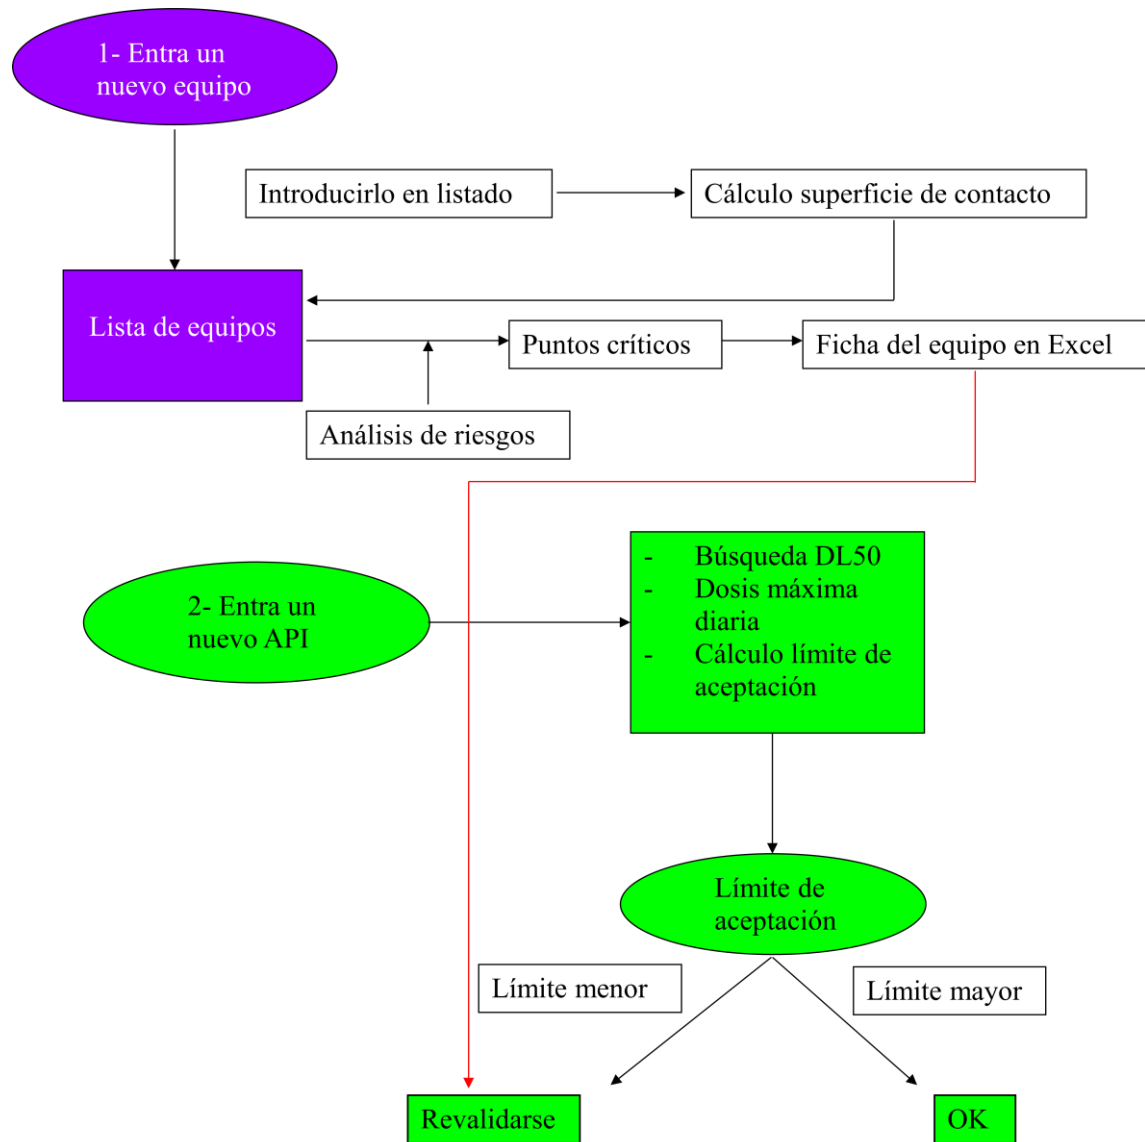 1- Entra un
nuevo equipo
Introducirlo en listado
Cálculo superficie de contacto
Lista de equipos
Puntos críticos
Ficha del equipo en Excel
Análisis de riesgos
- Búsqueda DL50
- Dosis máxima
diaria
- Cálculo límite de
aceptación
2- Entra un
nuevo API
Límite de
aceptación
Límite menor
Límite mayor
Revalidarse
OK